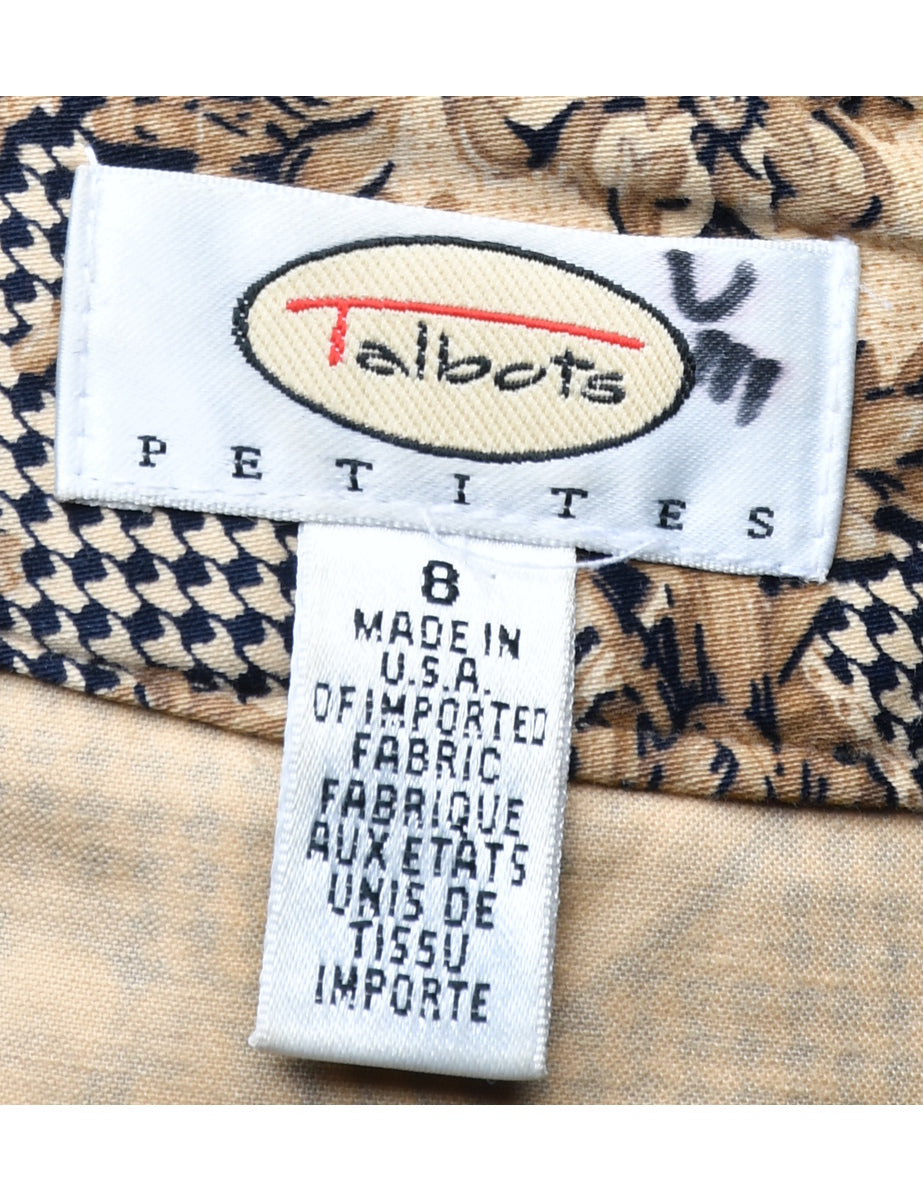 Talbots
PETITES
8
MADE IN
U.S.A.
OF IMPORTED
FABRIC
FABRIQUE
AUX ETATS
UNIS DE
TISSU
IMPORTE